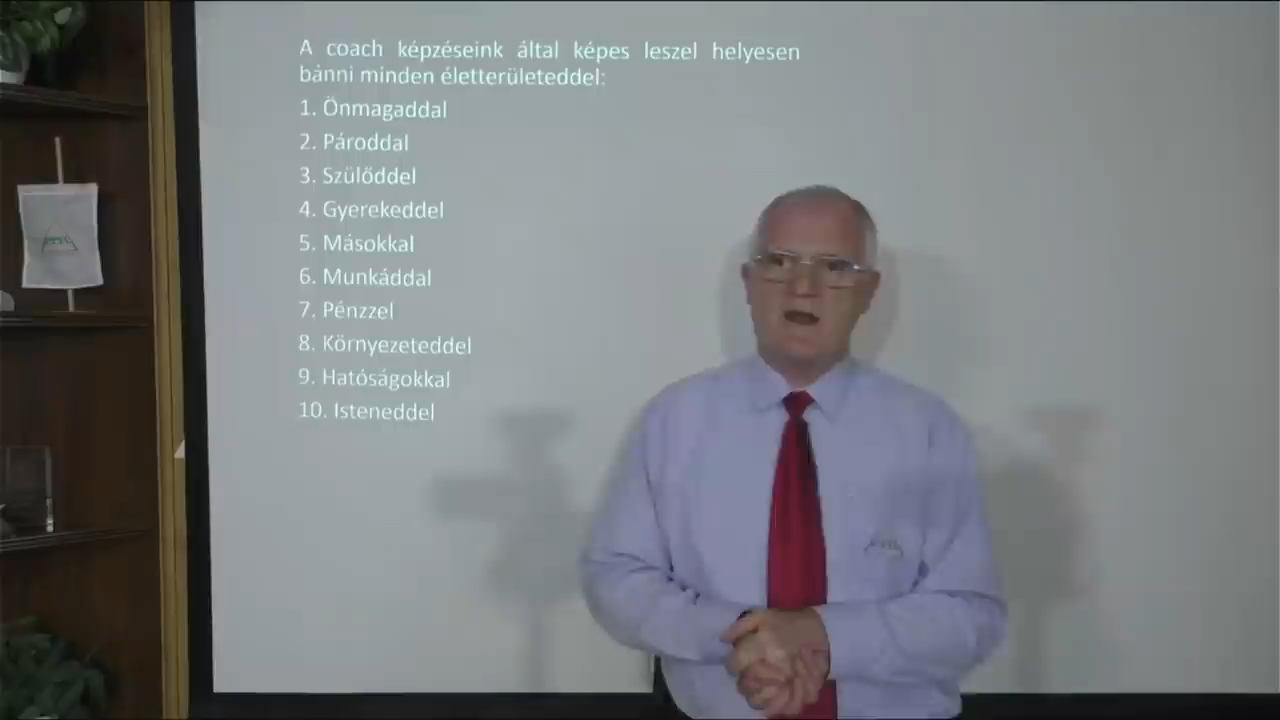 A coach képzéseink által képes leszel helyesen
bánni minden életterületeddel:
1. Önmagaddal
2. Pároddal
3. Szülőddel
4. Gyerekeddel
5. Másokkal
6. Munkáddal
7. Pénzzel
8. Környezeteddel
9. Hatóságokkal
10. Isteneddel